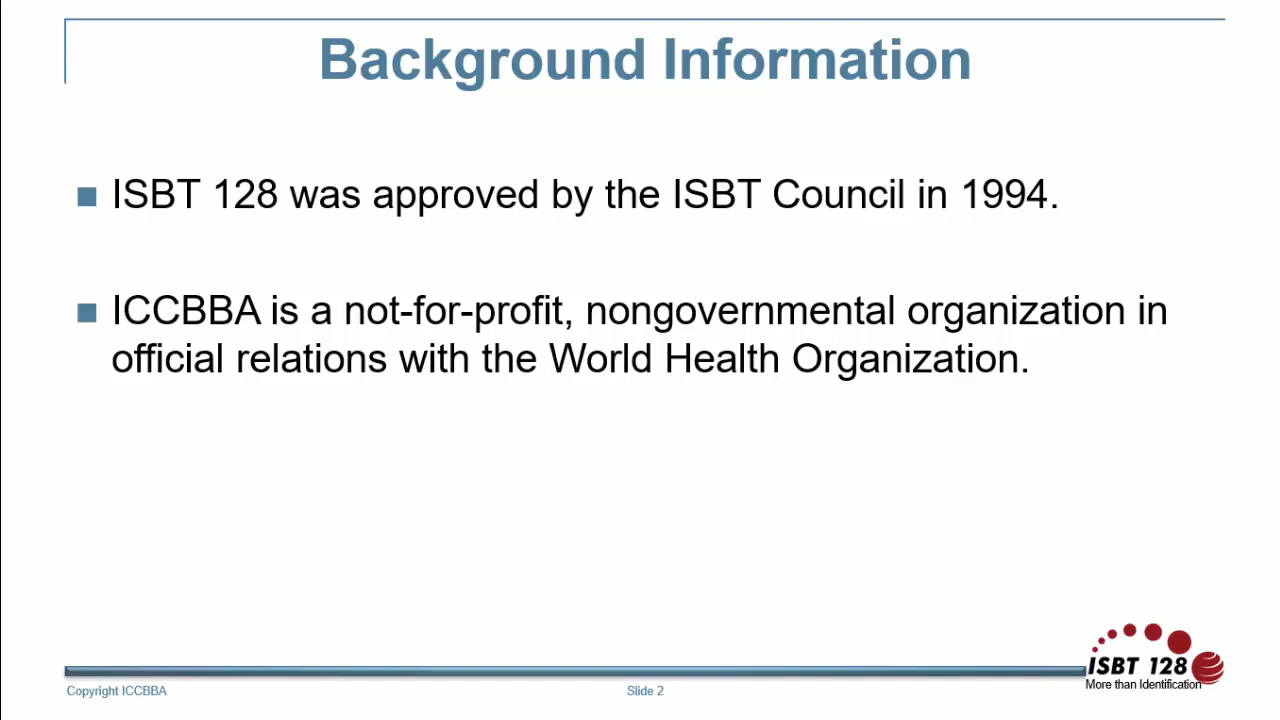 Background Information
ISBT 128 was approved by the ISBT Council in 1994.
ICCBBA is a not-for-profit, nongovernmental organization in
official relations with the World Health Organization.
ISBT 128
More than Identification
Copyright ICCBBA
Slide 2